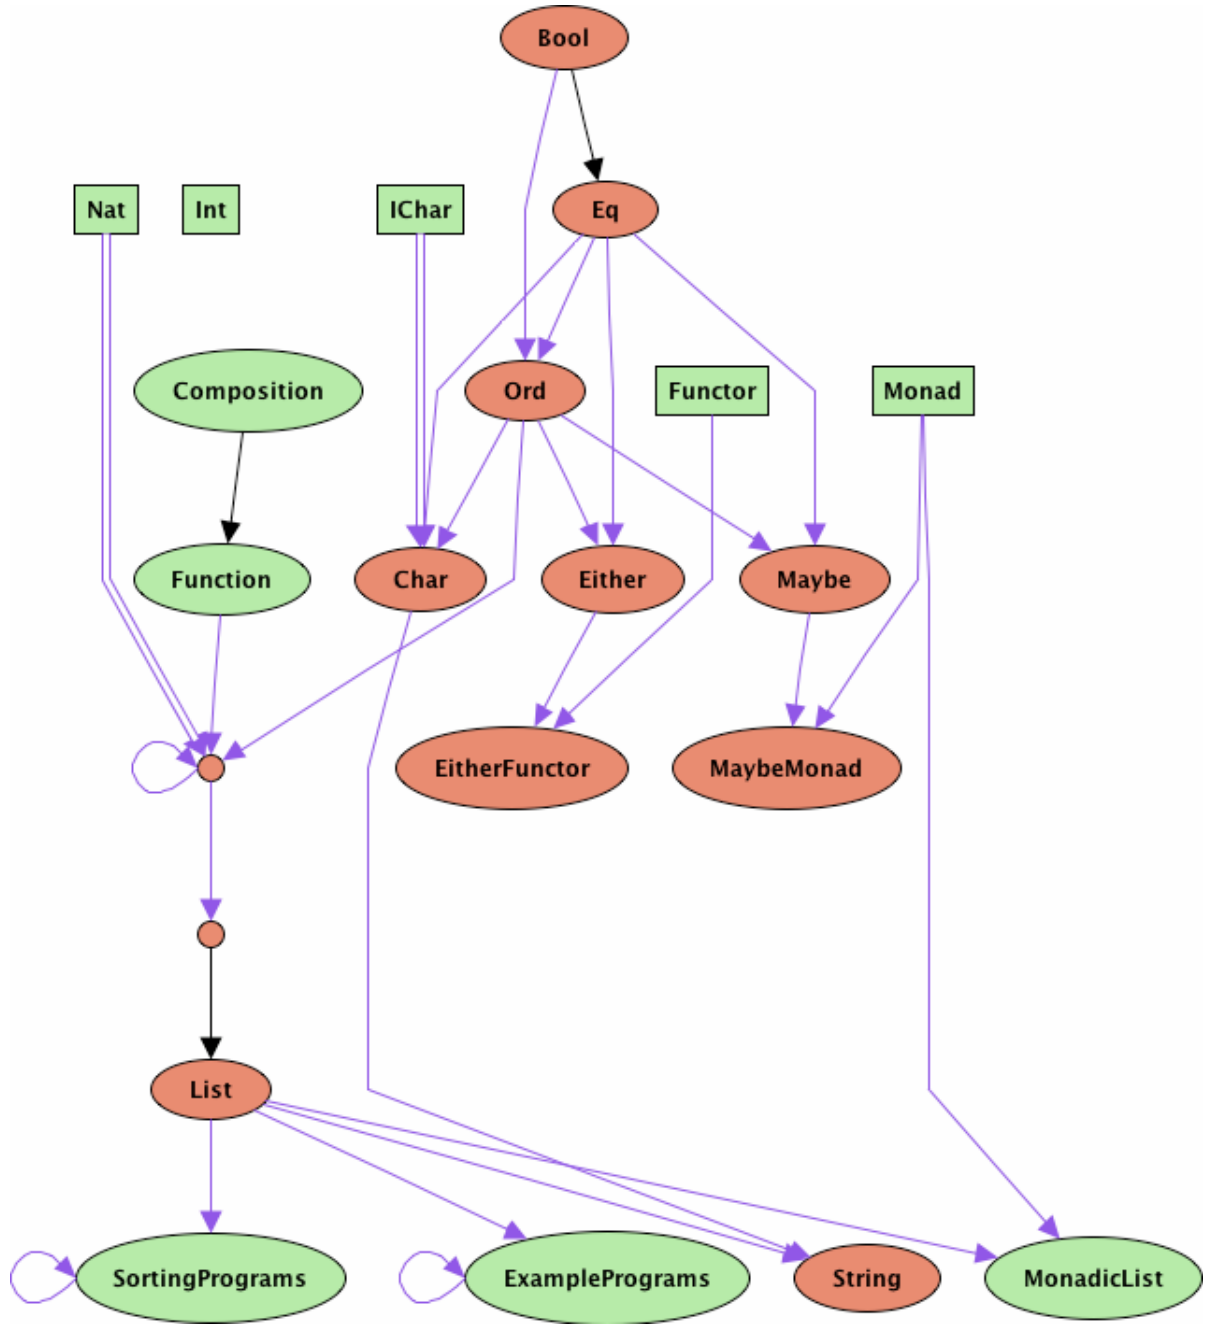 Bool
Nat
Int
IChar
Eq
Composition
Ord
Functor
Monad
Function
Char
Either
Maybe
EitherFunctor
MaybeMonad
List
SortingPrograms
ExamplePrograms
String
MonadicList